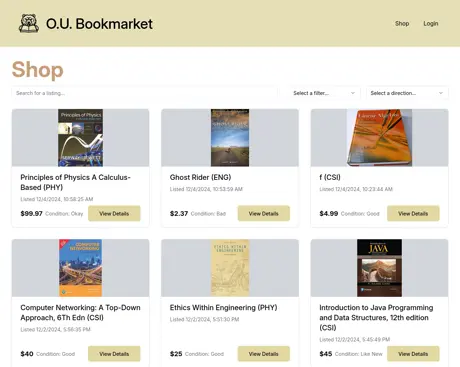 O.U. Bookmarket
Shop
Login
Shop
Search for a listing...
Select a filter...
Select a direction...
Principles of Physics
Principles of Physics A Calculus-
Based (PHY)
Listed 12/4/2024, 10:58:25 AM
$99.97 Condition: Okay
View Details
Ghost Rider (ENG)
Listed 12/4/2024, 10:53:59 AM
$2.37 Condition: Bad
View Details
f (CSI)
Listed 12/4/2024, 10:23:44 AM
$4.99 Condition: Good
View Details
COMPUTER
NETWORKING
Computer Networking: A Top-Down
Approach, 6Th Edn (CSI)
Listed 12/2/2024, 5:56:35 PM
$40 Condition: Good
View Details
ETHICS WITHIN
ENGINEERING
Ethics Within Engineering (PHY)
Listed 12/2/2024, 5:51:30 PM
$25 Condition: Good
View Details
JAVA
Introduction to Java Programming
and Data Structures, 12th edition
(CSI)
Listed 12/2/2024, 5:45:49 PM
$45 Condition: Like New
View Details